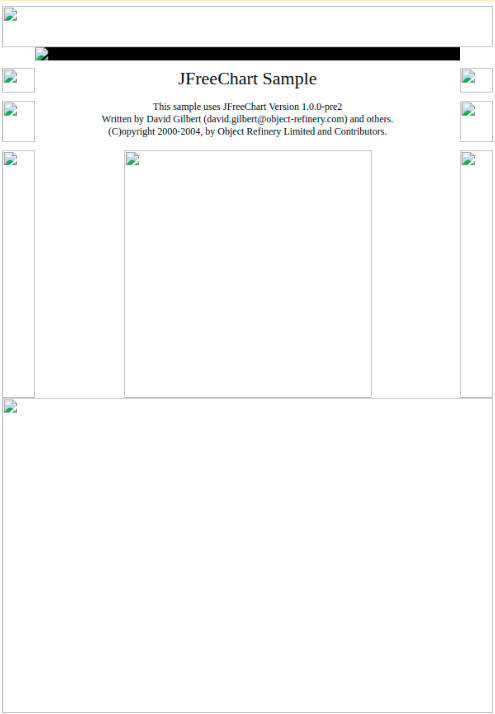 JFreeChart Sample
This sample uses JFreeChart Version 1.0.0-pre2
Written by David Gilbert (david.gilbert@object-refinery.com) and others.
(C)opyright 2000-2004, by Object Refinery Limited and Contributors.